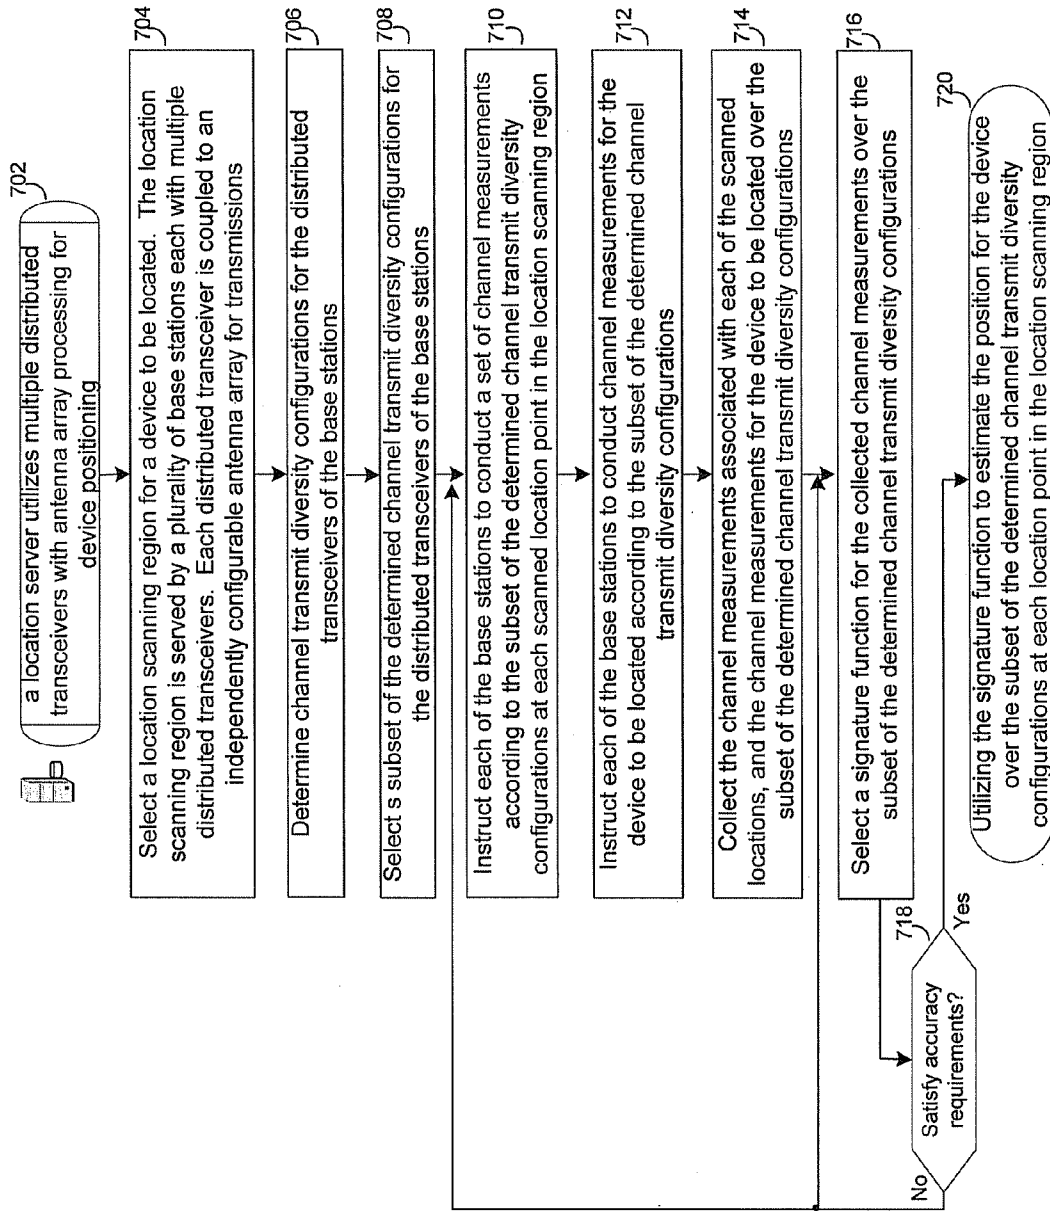 702
a location server utilizes multiple distributed
transceivers with antenna array processing for
device positioning
704
Select a location scanning region for a device to be located. The location
scanning region is served by a plurality of base stations each with multiple
distributed transceivers. Each distributed transceiver is coupled to an
independently configurable antenna array for transmissions
706
Determine channel transmit diversity configurations for the distributed
transceivers of the base stations
708
Select s subset of the determined channel transmit diversity configurations for
the distributed transceivers of the base stations
710
Instruct each of the base stations to conduct a set of channel measurements
according to the subset of the determined channel transmit diversity
configurations at each scanned location point in the location scanning region
712
Instruct each of the base stations to conduct channel measurements for the
device to be located according to the subset of the determined channel
transmit diversity configurations
714
Collect the channel measurements associated with each of the scanned
locations, and the channel measurements for the device to be located over the
subset of the determined channel transmit diversity configurations
716
Select a signature function for the collected channel measurements over the
subset of the determined channel transmit diversity configurations
718
Satisfy accuracy
requirements?
No
Yes
720
Utilizing the signature function to estimate the position for the device
over the subset of the determined channel transmit diversity
configurations at each location point in the location scanning region